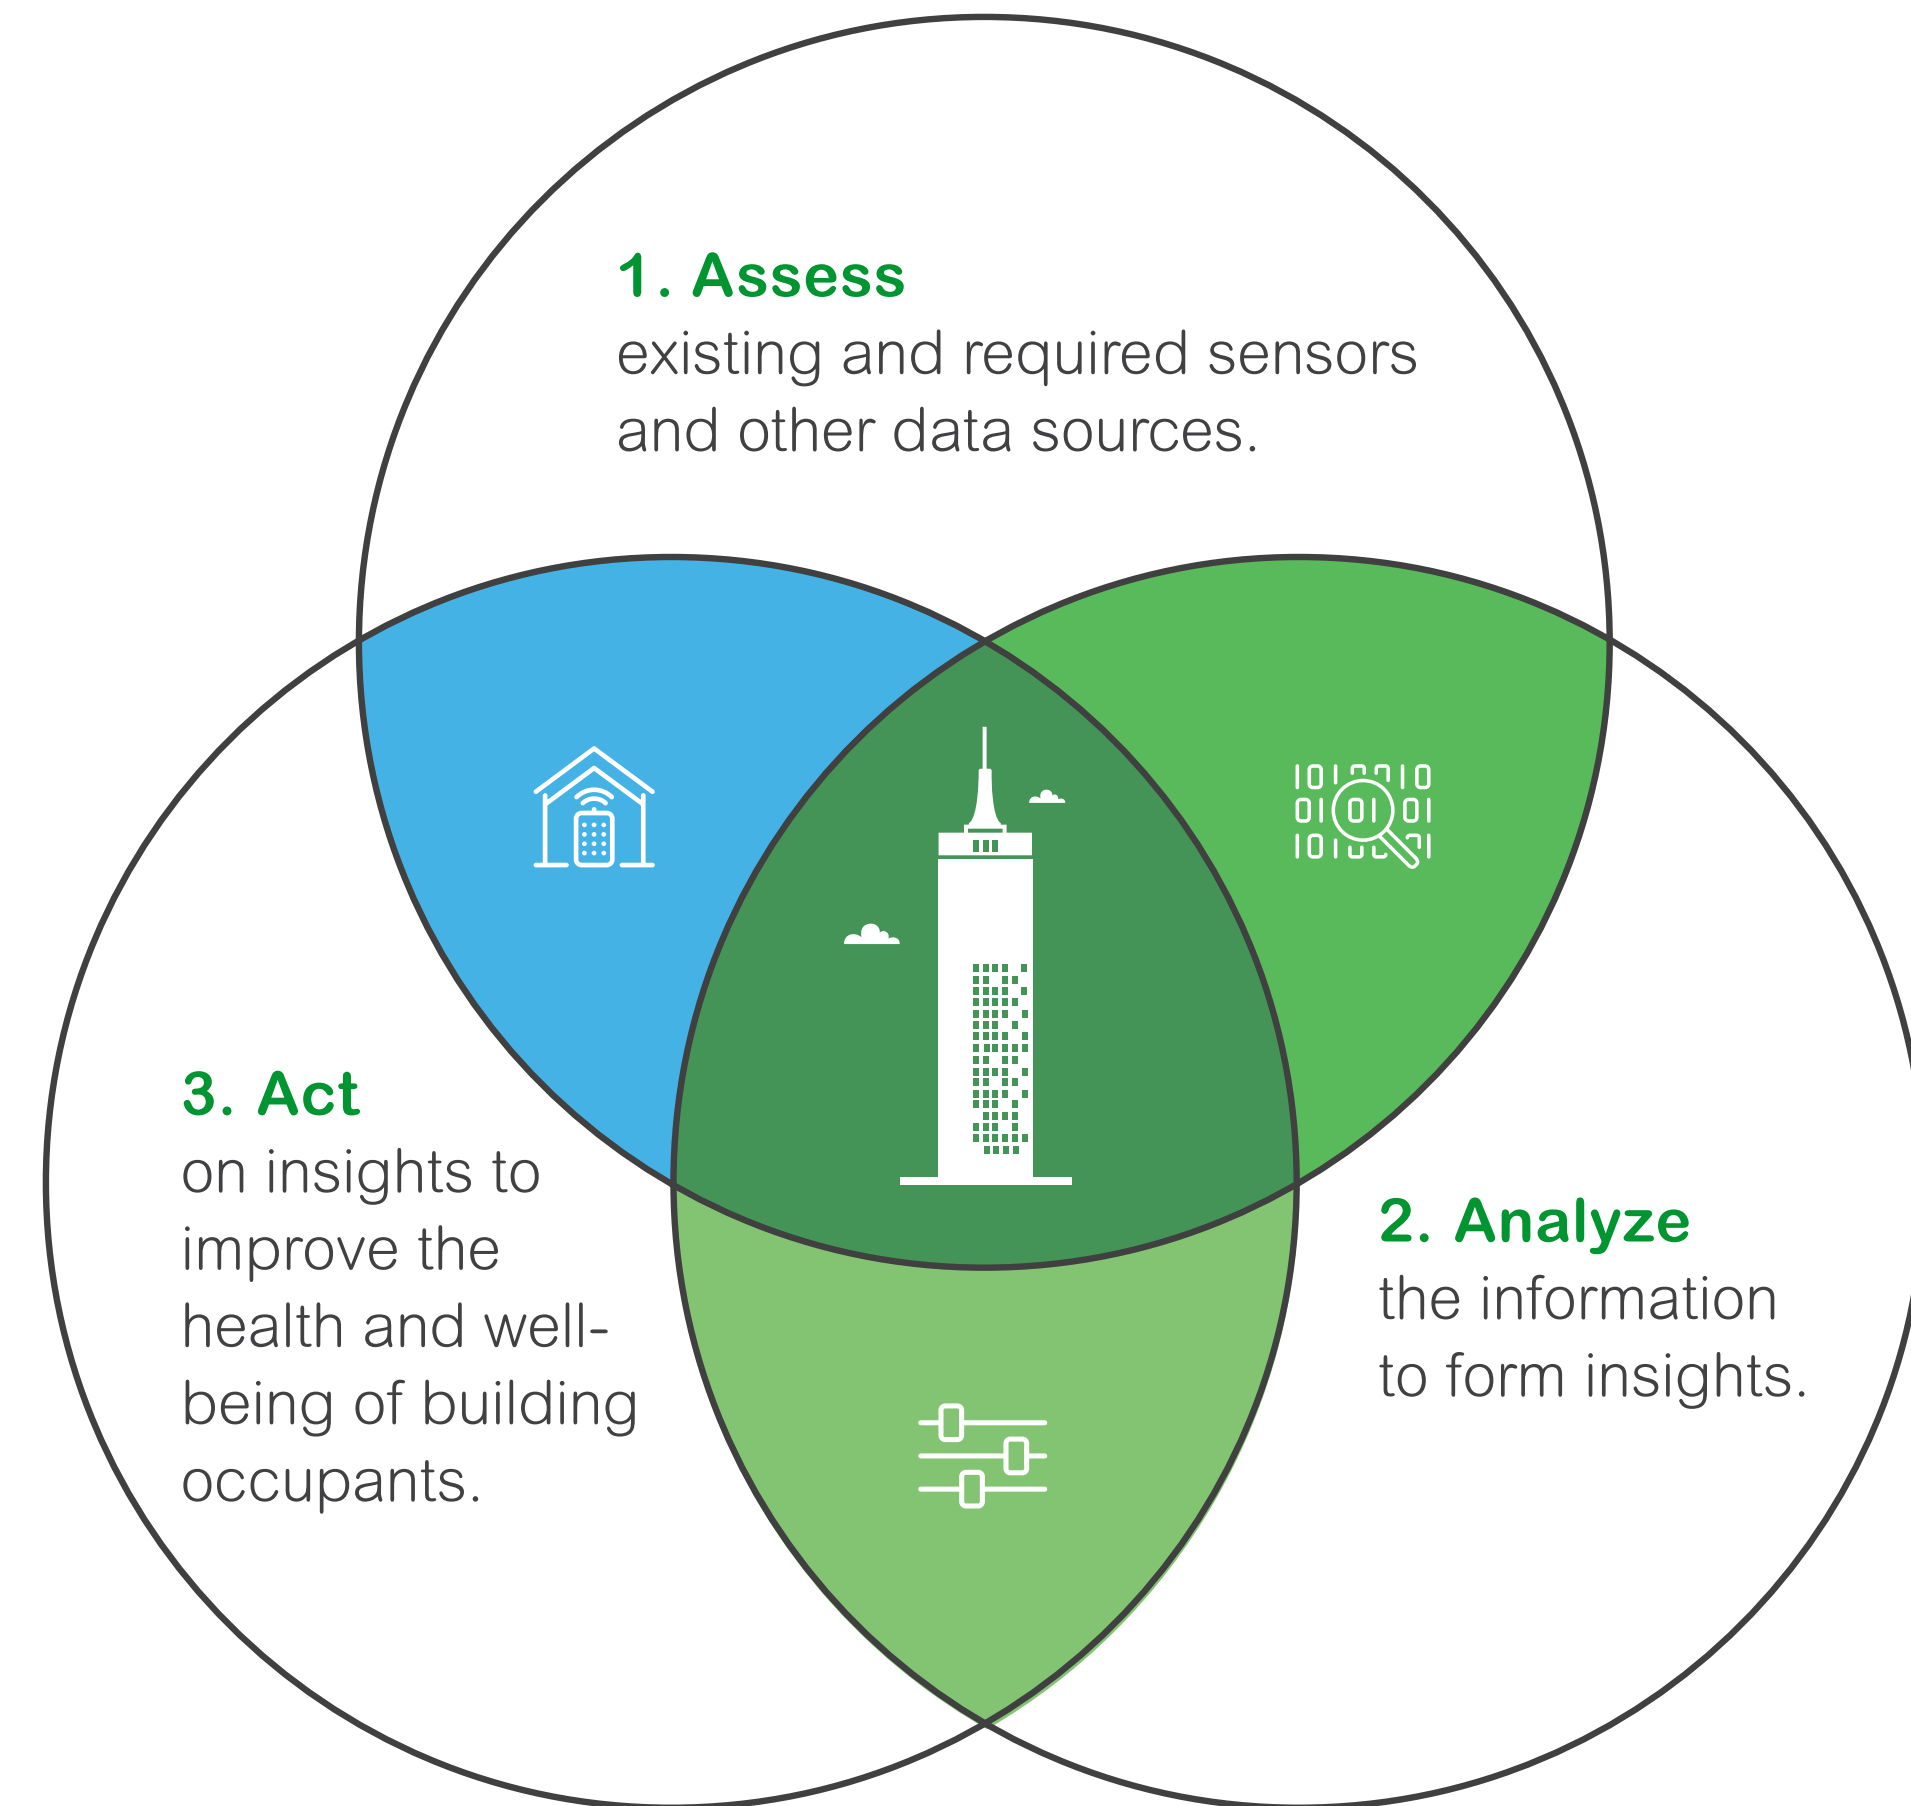 1. Assess
existing and required sensors
and other data sources.
2. Analyze
the information
to form insights.
3. Act
on insights to
improve the
health and well-
being of building
occupants.